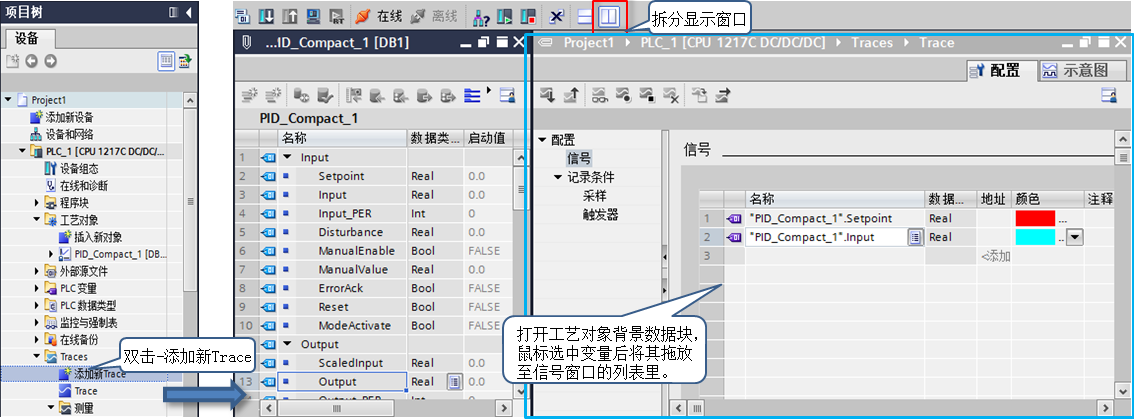 项目树
设备
Project1
添加新设备
设备和网络
PLC_1 [CPU 1217C DC/DC/...
设备组态
在线和诊断
程序块
工艺对象
插入新对象
PID_Compact_1 [DB...
外部源文件
PLC 变量
PLC 数据类型
监控与强制表
在线备份
Traces
添加新Trace
Trace
测量
双击-添加新Trace
在线
离线
拆分显示窗口
...ID_Compact_1 [DB1]
PID_Compact_1
名称 数据类... 启动值
1 Input
2 Setpoint Real 0.0
3 Input Real 0.0
4 Input_PER Int 0
5 Disturbance Real 0.0
6 ManualEnable Bool FALSE
7 ManualValue Real 0.0
8 ErrorAck Bool FALSE
9 Reset Bool FALSE
10 ModeActivate Bool FALSE
Output
ScaledInput Real 0.0
13 Output Real 0.0
Output_PER Int 0
Project1 PLC_1 [CPU 1217C DC/DC/DC] Traces Trace
配置 示意图
配置
信号
记录条件
采样
触发器
信号
名称 数据... 地址 颜色 注释
1 "PID_Compact_1".Setpoint Real ...
2 "PID_Compact_1".Input Real ..
3 <添加
打开工艺对象背景数据块，
鼠标选中变量后将其拖放
至信号窗口的列表里。